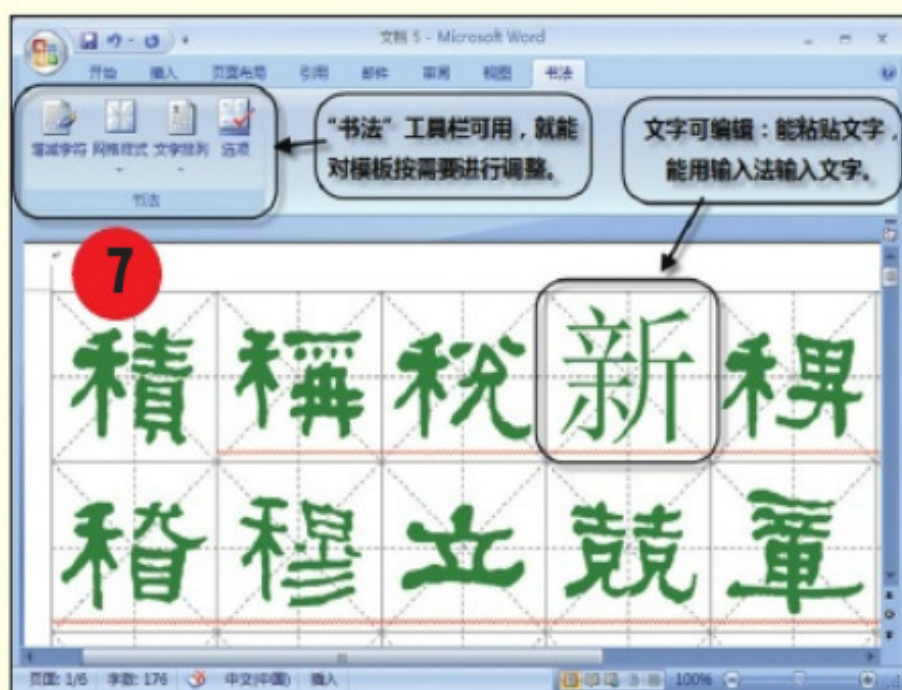 文档 5 - Microsoft Word
开始 插入 页面布局 引用 邮件 审阅 视图 书法
增减字符 网格样式 文字排列 选项
书法
“书法”工具栏可用,就能
对模板按需要进行调整。
文字可编辑:能粘贴文字,
能用输入法输入文字。
7
積 稱 稅 新 稗
稽 穆 立 競 章
页面: 1/6 字数: 176 中文(中国) 插入 100%